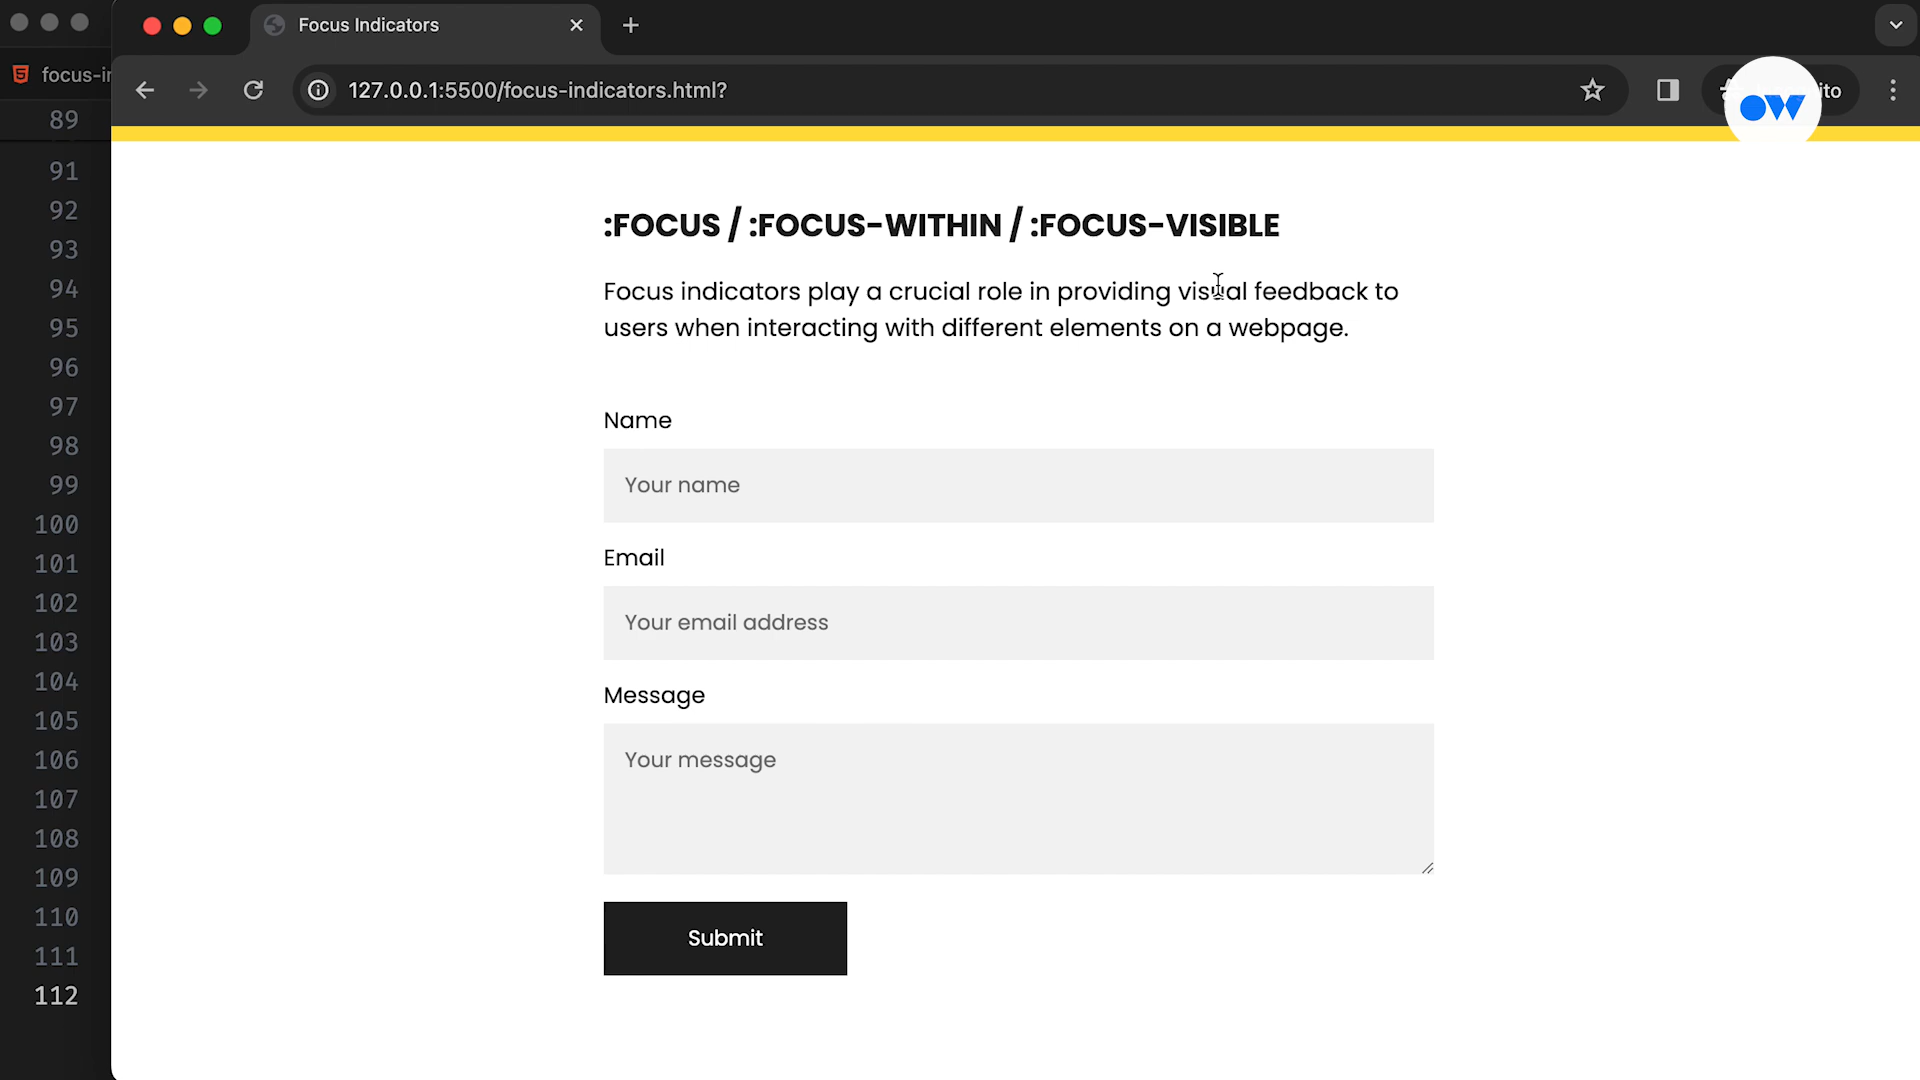 Focus Indicators
focus-in
127.0.0.1:5500/focus-indicators.html?
ito
OW
89
91
92
93
94
95
96
97
98
99
100
101
102
103
104
105
106
107
108
109
110
111
112
:FOCUS / :FOCUS-WITHIN / :FOCUS-VISIBLE
Focus indicators play a crucial role in providing visual feedback to
users when interacting with different elements on a webpage.
Name
Your name
Email
Your email address
Message
Your message
Submit